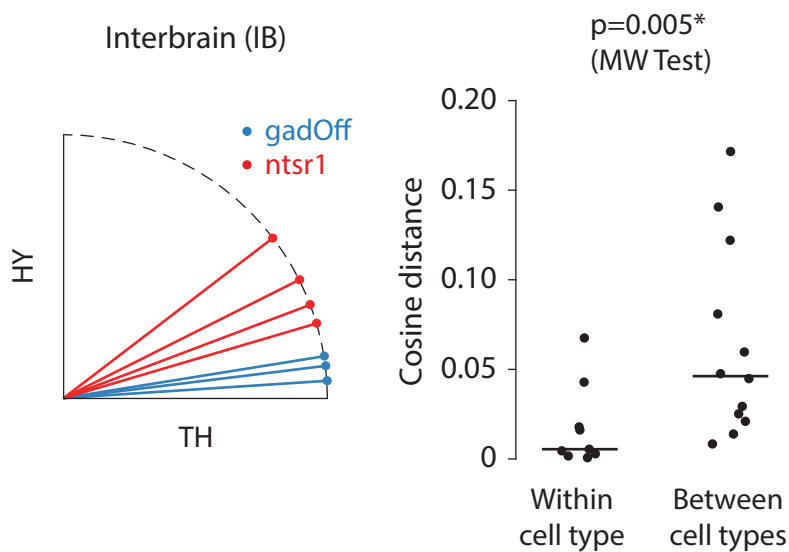 Interbrain (IB)
gadOff
ntsr1
HY
TH
p=0.005*
(MW Test)
Cosine distance
0.20
0.15
0.10
0.05
0
Within
cell type
Between
cell types